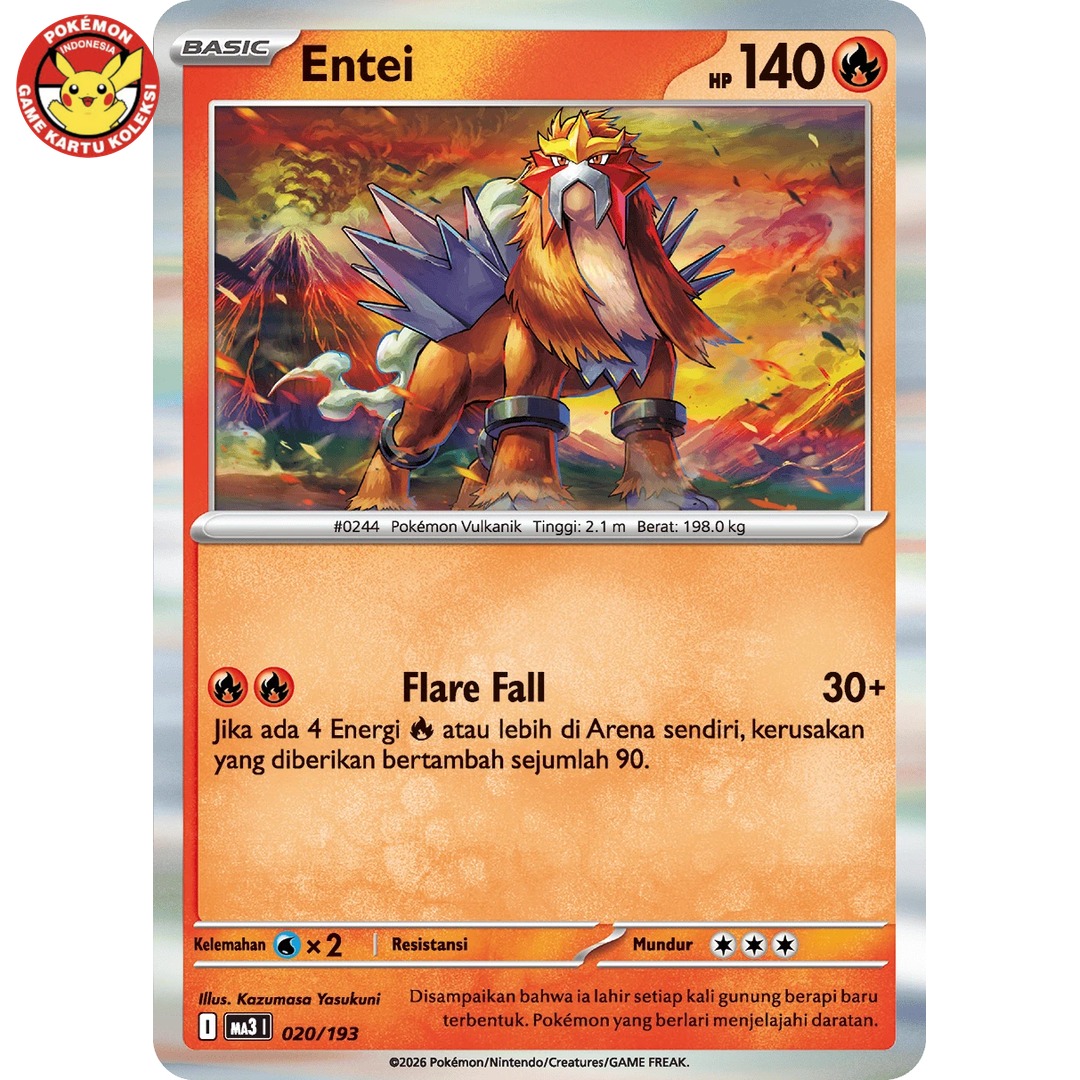 POKÉMON
INDONESIA
GAME KARTU KOLEKSI
BASIC
Entei
HP 140
#0244 Pokémon Vulkanik Tinggi: 2.1 m Berat: 198.0 kg
Flare Fall 30+
Jika ada 4 Energi atau lebih di Arena sendiri, kerusakan
yang diberikan bertambah sejumlah 90.
Kelemahan ×2 Resistansi Mundur
Illus. Kazumasa Yasukuni
Disampaikan bahwa ia lahir setiap kali gunung berapi baru
terbentuk. Pokémon yang berlari menjelajahi daratan.
I MA3 I 020/193
©2026 Pokémon/Nintendo/Creatures/GAME FREAK.